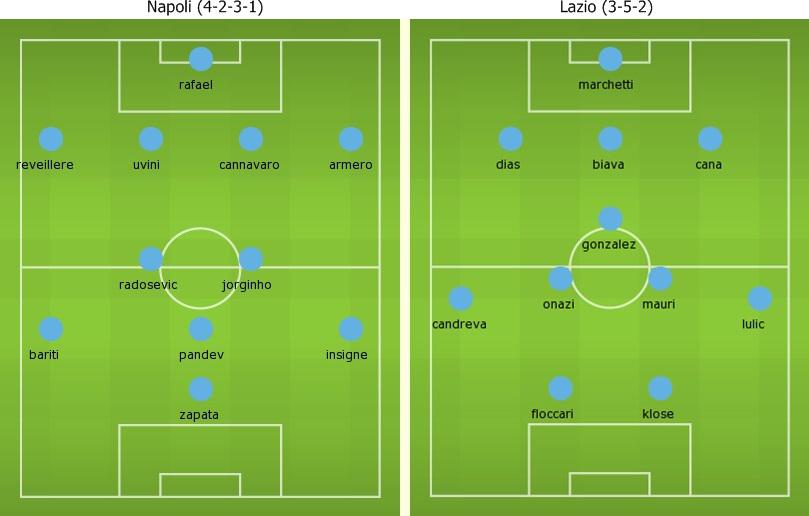 Napoli (4-2-3-1)
rafael
reveillere uvini cannavaro armero
radosevic jorginho
bariti pandev insigne
zapata
Lazio (3-5-2)
marchetti
dias biava cana
gonzalez
onazi mauri
candreva lulic
floccari klose